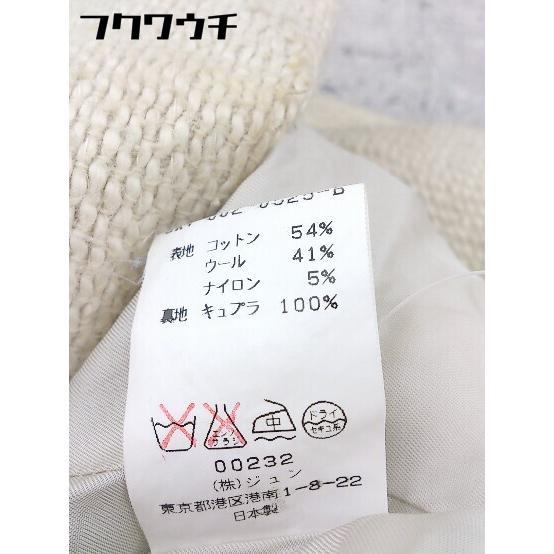 フクワウチ
002 0325-B
表地 コットン 54%
ウール 41%
ナイロン 5%
裏地 キュプラ 100%
エンソ サラシ 中 ドライ セキユ系
00232
(株)ジュン
東京都港区港南1-8-22
日本製